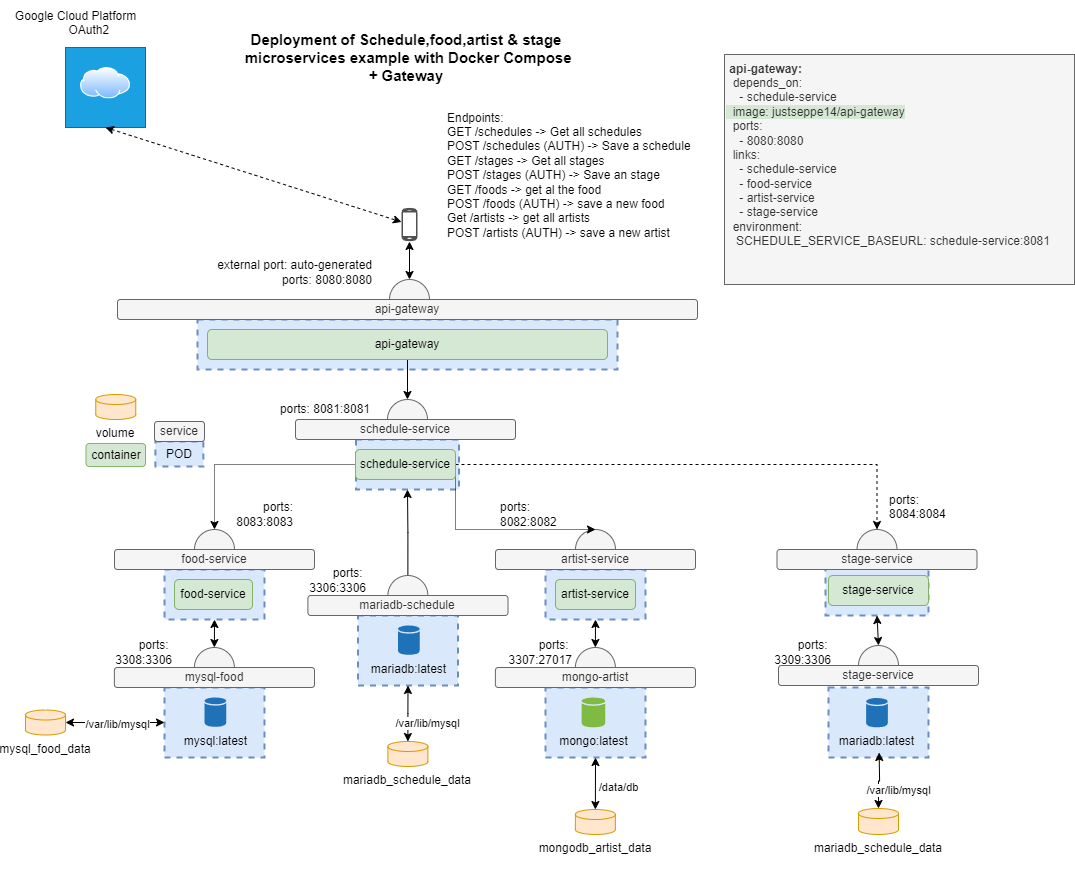 Google Cloud Platform
OAuth2
Deployment of Schedule,food,artist & stage
microservices example with Docker Compose
+ Gateway
Endpoints:
GET /schedules -> Get all schedules
POST /schedules (AUTH) -> Save a schedule
GET /stages -> Get all stages
POST /stages (AUTH) -> Save an stage
GET /foods -> get al the food
POST /foods (AUTH) -> save a new food
Get /artists -> get all artists
POST /artists (AUTH) -> save a new artist
api-gateway:
depends_on:
- schedule-service
image: justseppe14/api-gateway
ports:
- 8080:8080
links:
- schedule-service
- food-service
- artist-service
- stage-service
environment:
SCHEDULE_SERVICE_BASEURL: schedule-service:8081
external port: auto-generated
ports: 8080:8080
api-gateway
api-gateway
volume
service
container
POD
ports: 8081:8081
schedule-service
schedule-service
ports:
8083:8083
food-service
food-service
ports:
3306:3306
mariadb-schedule
mariadb:latest
ports:
8082:8082
artist-service
artist-service
ports:
8084:8084
stage-service
stage-service
ports:
3308:3306
mysql-food
mysql:latest
/var/lib/mysql
mysql_food_data
/var/lib/mysql
mariadb_schedule_data
ports:
3307:27017
mongo-artist
mongo:latest
/data/db
mongodb_artist_data
ports:
3309:3306
stage-service
mariadb:latest
/var/lib/mysql
mariadb_schedule_data